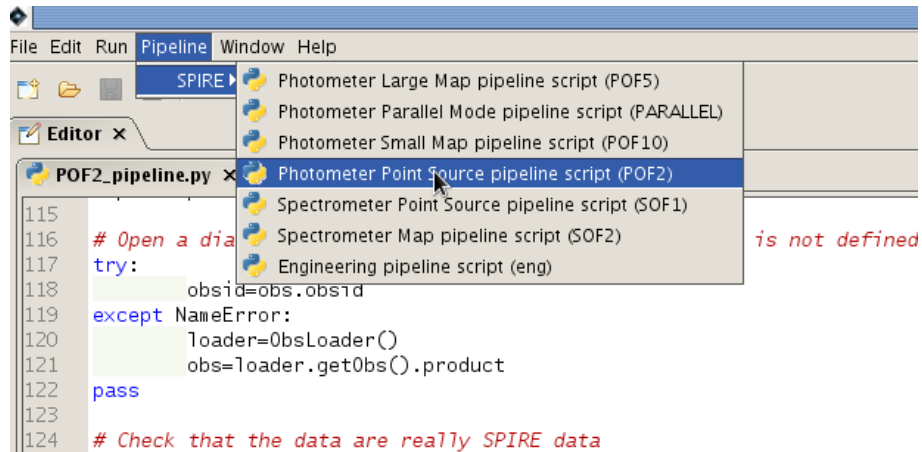 File Edit Run Pipeline Window Help
SPIRE
Photometer Large Map pipeline script (POF5)
Photometer Parallel Mode pipeline script (PARALLEL)
Photometer Small Map pipeline script (POF10)
Photometer Point Source pipeline script (POF2)
Spectrometer Point Source pipeline script (SOF1)
Spectrometer Map pipeline script (SOF2)
Engineering pipeline script (eng)
Editor
POF2_pipeline.py
115
116 # Open a dia is not defined
117 try:
118 obsid=obs.obsid
119 except NameError:
120 loader=ObsLoader()
121 obs=loader.getObs().product
122 pass
123
124 # Check that the data are really SPIRE data